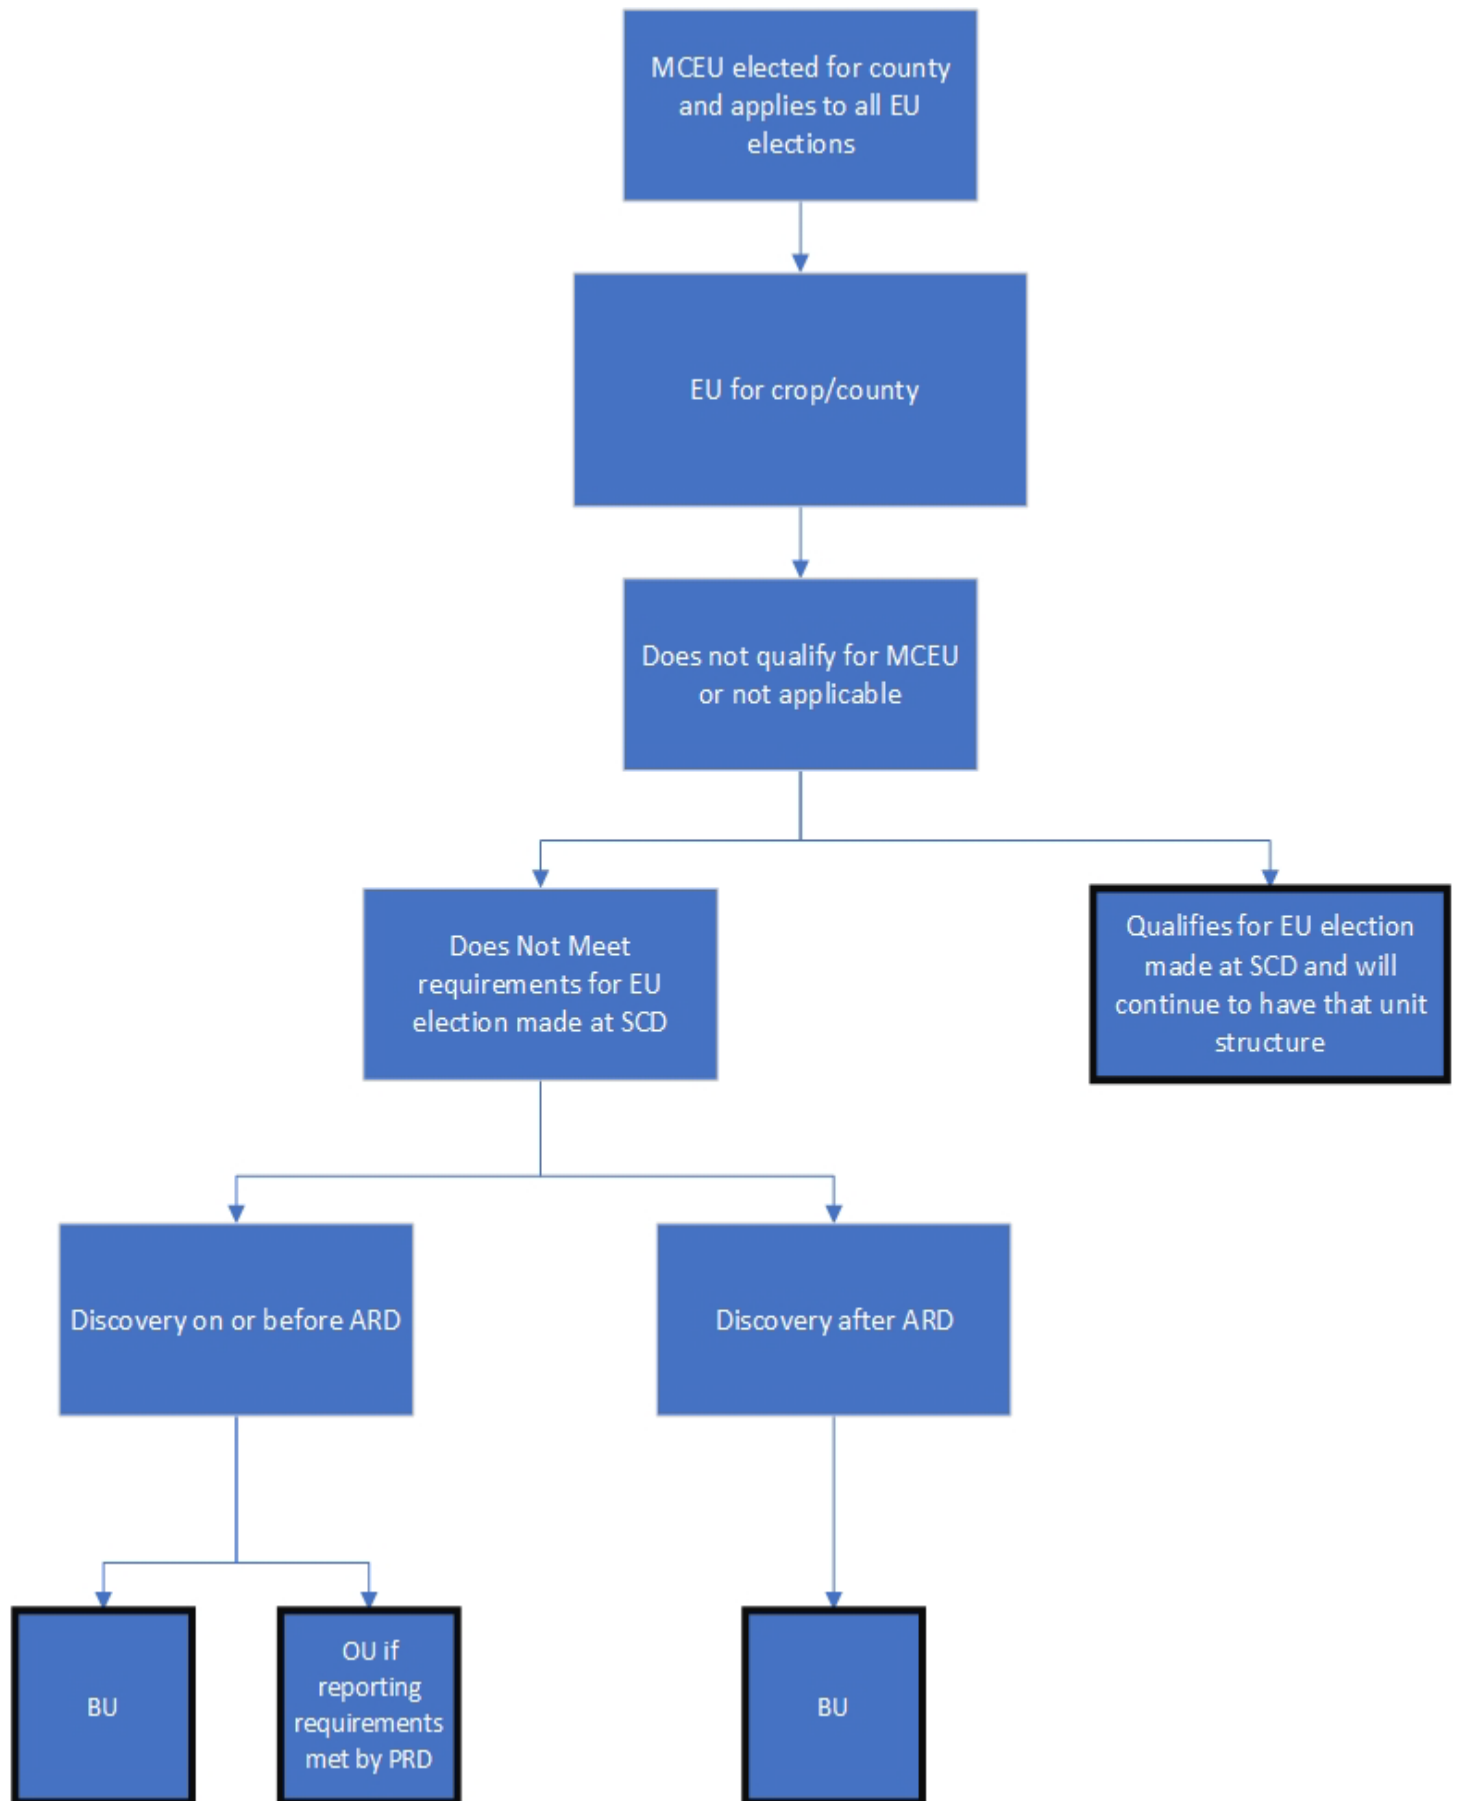 MCEU elected for county
and applies to all EU
elections
EU for crop/county
Does not qualify for MCEU
or not applicable
Does Not Meet
requirements for EU
election made at SCD
Qualifies for EU election
made at SCD and will
continue to have that unit
structure
Discovery on or before ARD
Discovery after ARD
BU
OU if
reporting
requirements
met by PRD
BU